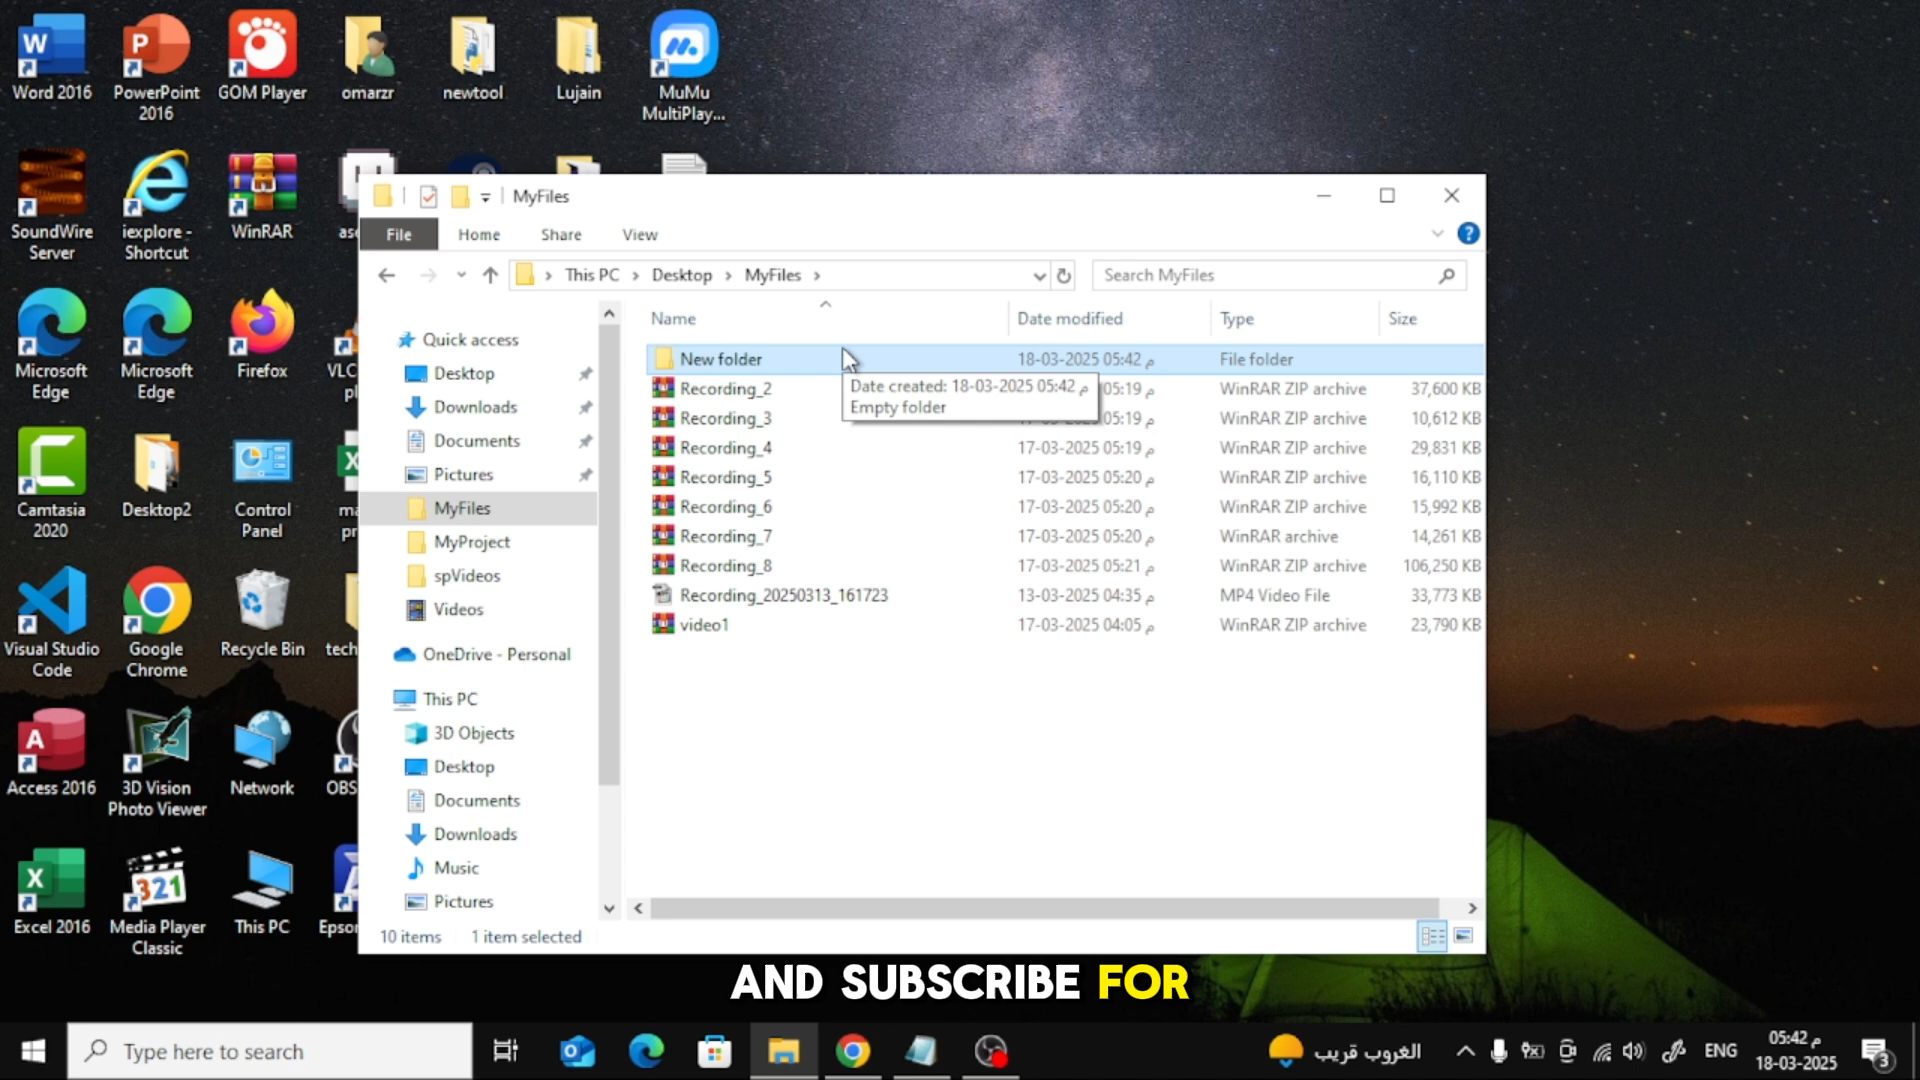 Word 2016
PowerPoint
2016
GOM Player
omarzr
newtool
Lujain
MuMu
MultiPlay...
SoundWire
Server
iexplore -
Shortcut
WinRAR
Microsoft
Edge
Microsoft
Edge
Firefox
Camtasia
2020
Desktop2
Control
Panel
Visual Studio
Code
Google
Chrome
Recycle Bin
tech
Access 2016
3D Vision
Photo Viewer
Network
OBS
Excel 2016
Media Player
Classic
This PC
Epso
MyFiles
File
Home
Share
View
This PC
Desktop
MyFiles
Search MyFiles
Quick access
Desktop
Downloads
Documents
Pictures
MyFiles
MyProject
spVideos
Videos
OneDrive - Personal
This PC
3D Objects
Desktop
Documents
Downloads
Music
Pictures
Name Date modified Type Size
New folder 18-03-2025 05:42 م File folder
Date created: 18-03-2025 05:42 م
Empty folder
Recording_2 05:19 م WinRAR ZIP archive 37,600 KB
Recording_3 17-03-2025 05:19 م WinRAR ZIP archive 10,612 KB
Recording_4 17-03-2025 05:19 م WinRAR ZIP archive 29,831 KB
Recording_5 17-03-2025 05:20 م WinRAR ZIP archive 16,110 KB
Recording_6 17-03-2025 05:20 م WinRAR ZIP archive 15,992 KB
Recording_7 17-03-2025 05:20 م WinRAR archive 14,261 KB
Recording_8 17-03-2025 05:21 م WinRAR ZIP archive 106,250 KB
Recording_20250313_161723 13-03-2025 04:35 م MP4 Video File 33,773 KB
video1 17-03-2025 04:05 م WinRAR ZIP archive 23,790 KB
10 items 1 item selected
AND SUBSCRIBE FOR
Type here to search
الغروب قريب
ENG
05:42 م
18-03-2025
3